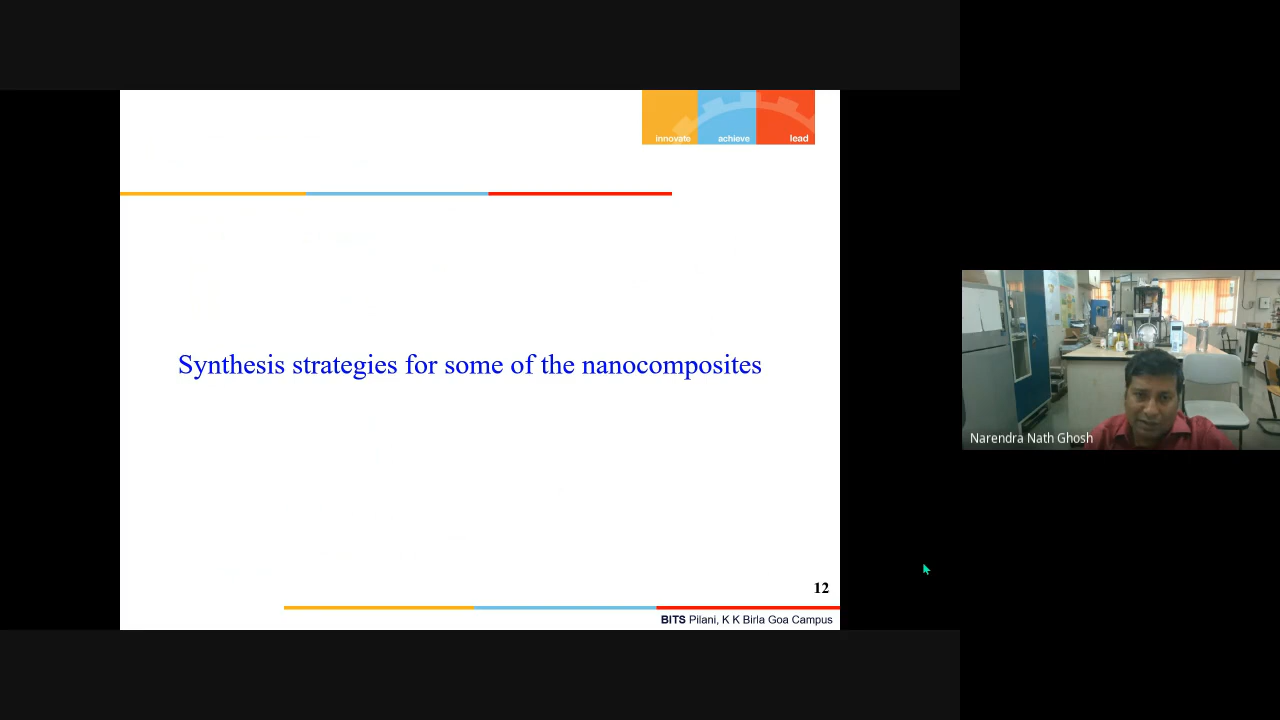 innovate achieve lead
Synthesis strategies for some of the nanocomposites
Narendra Nath Ghosh
12
BITS Pilani, K K Birla Goa Campus